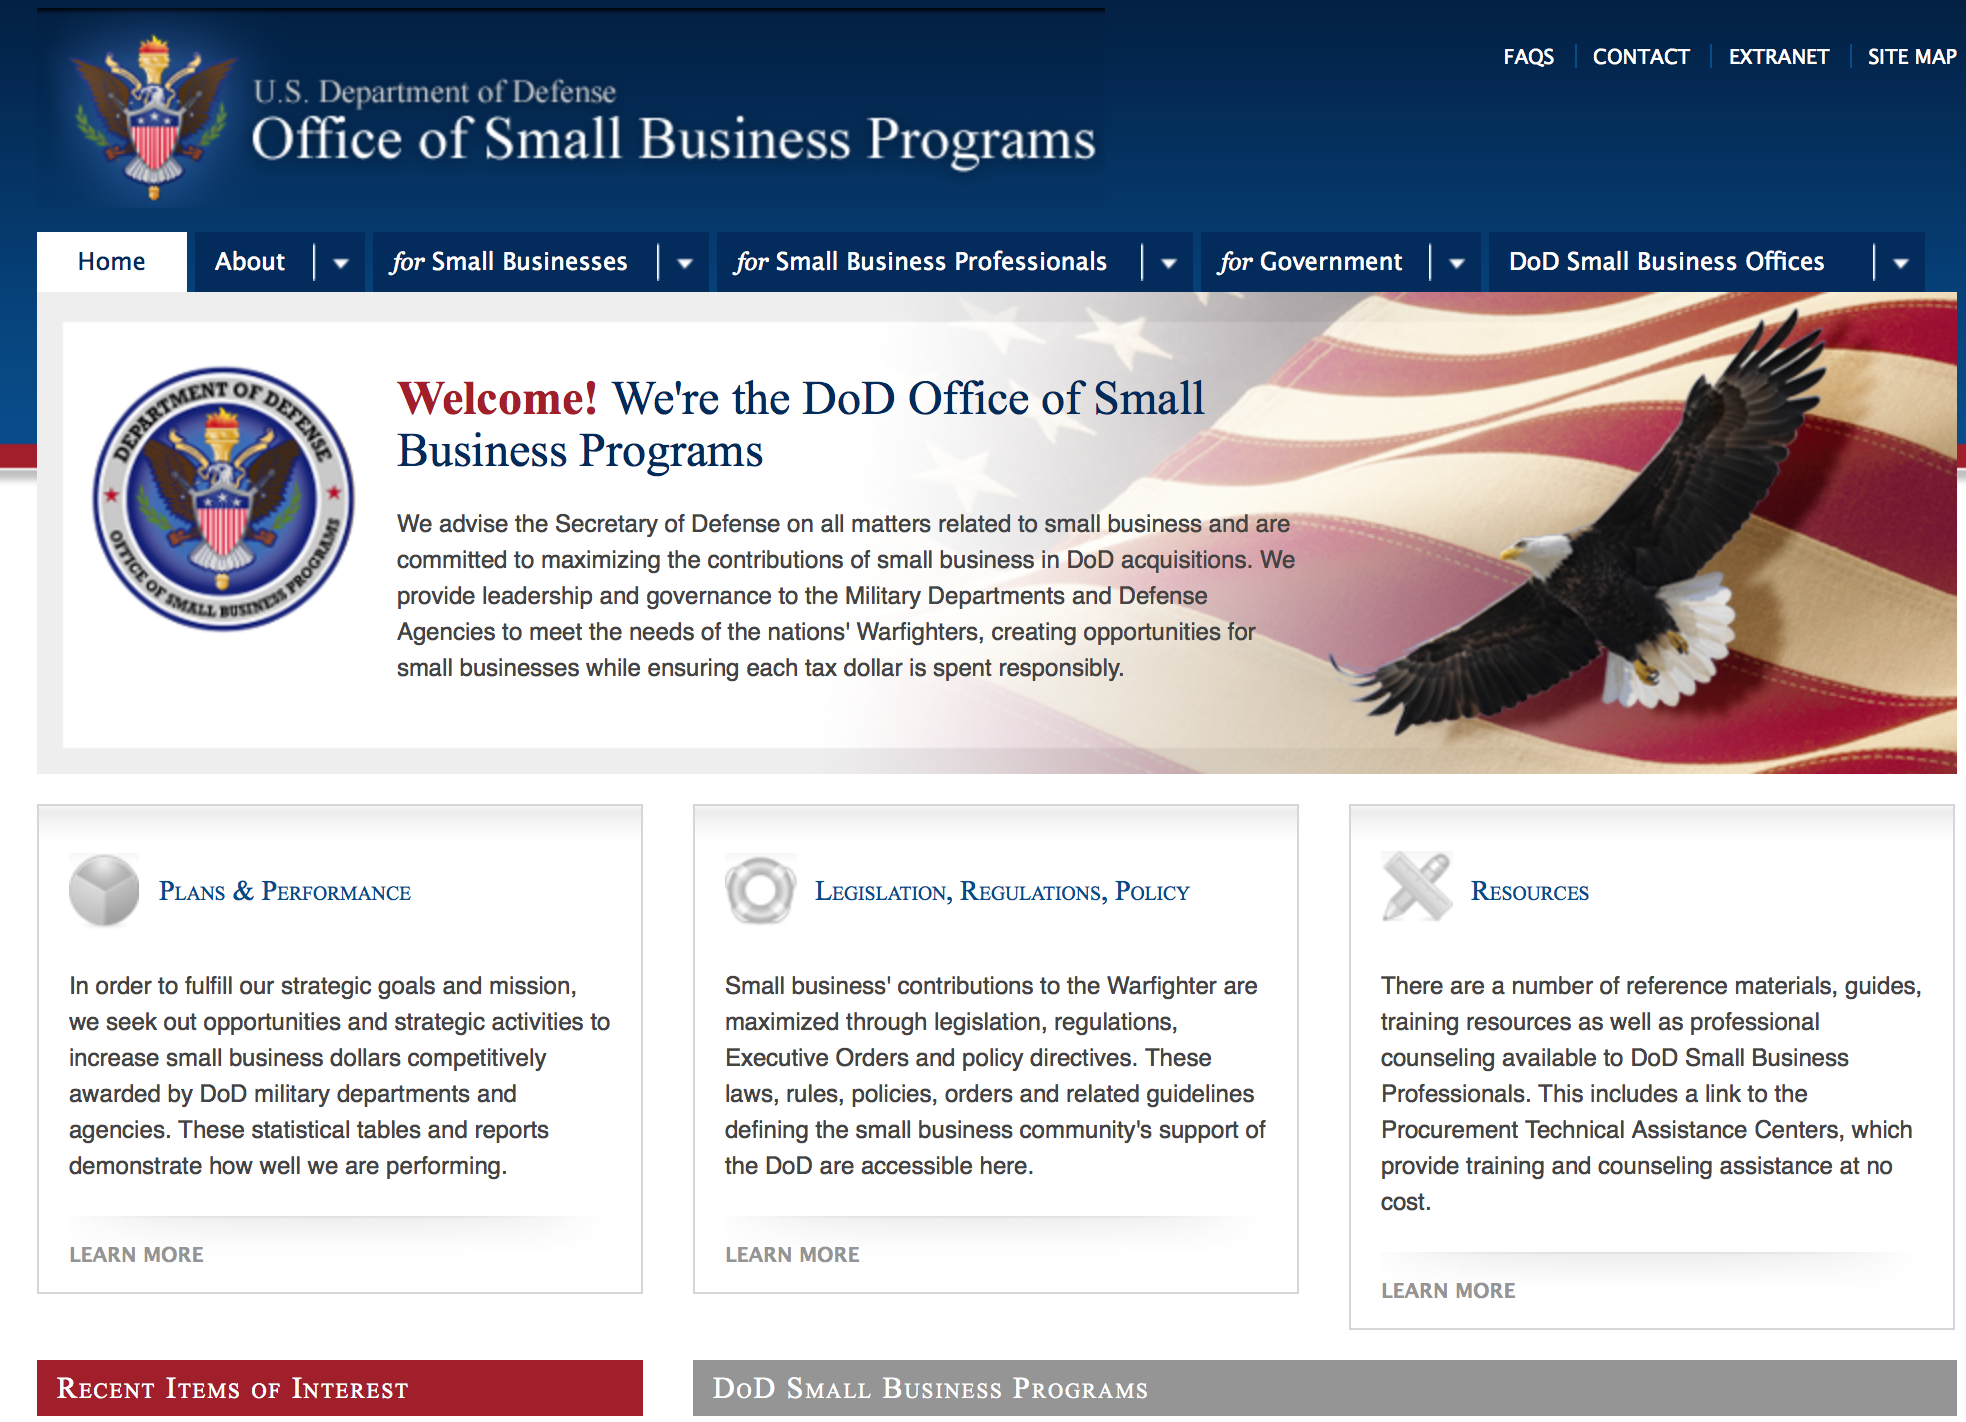 U.S. Department of Defense
Office of Small Business Programs
FAQS
CONTACT
EXTRANET
SITE MAP
Home
About
for Small Businesses
for Small Business Professionals
for Government
DoD Small Business Offices
DEPARTMENT OF DEFENSE
OFFICE OF SMALL BUSINESS PROGRAMS
Welcome! We're the DoD Office of Small
Business Programs
We advise the Secretary of Defense on all matters related to small business and are
committed to maximizing the contributions of small business in DoD acquisitions. We
provide leadership and governance to the Military Departments and Defense
Agencies to meet the needs of the nations' Warfighters, creating opportunities for
small businesses while ensuring each tax dollar is spent responsibly.
Plans & Performance
In order to fulfill our strategic goals and mission,
we seek out opportunities and strategic activities to
increase small business dollars competitively
awarded by DoD military departments and
agencies. These statistical tables and reports
demonstrate how well we are performing.
LEARN MORE
Legislation, Regulations, Policy
Small business' contributions to the Warfighter are
maximized through legislation, regulations,
Executive Orders and policy directives. These
laws, rules, policies, orders and related guidelines
defining the small business community's support of
the DoD are accessible here.
LEARN MORE
Resources
There are a number of reference materials, guides,
training resources as well as professional
counseling available to DoD Small Business
Professionals. This includes a link to the
Procurement Technical Assistance Centers, which
provide training and counseling assistance at no
cost.
LEARN MORE
Recent Items of Interest
DoD Small Business Programs